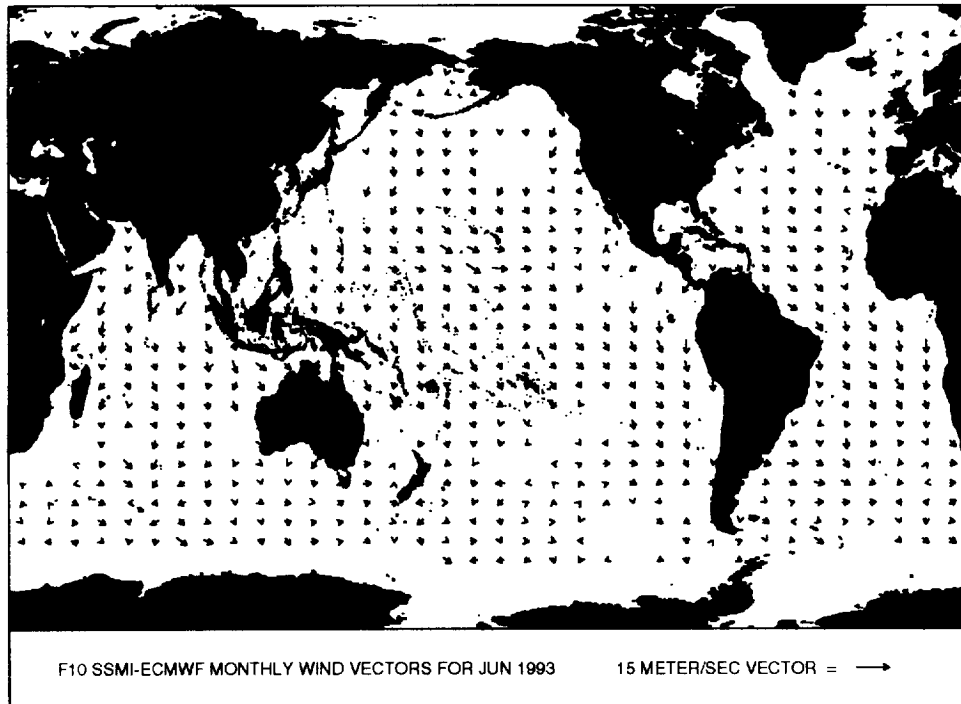 F10 SSMI-ECMWF MONTHLY WIND VECTORS FOR JUN 1993 15 METER/SEC VECTOR =